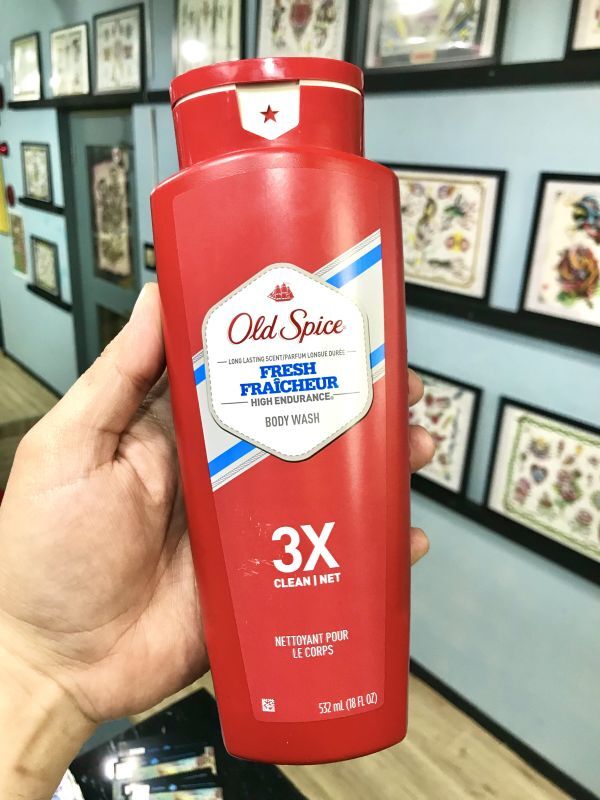 Old Spice
LONG LASTING SCENT/PARFUM LONGUE DURÉE
FRESH
FRAÎCHEUR
HIGH ENDURANCE®
BODY WASH
3X
CLEAN | NET
NETTOYANT POUR
LE CORPS
532 mL (18 FL OZ)